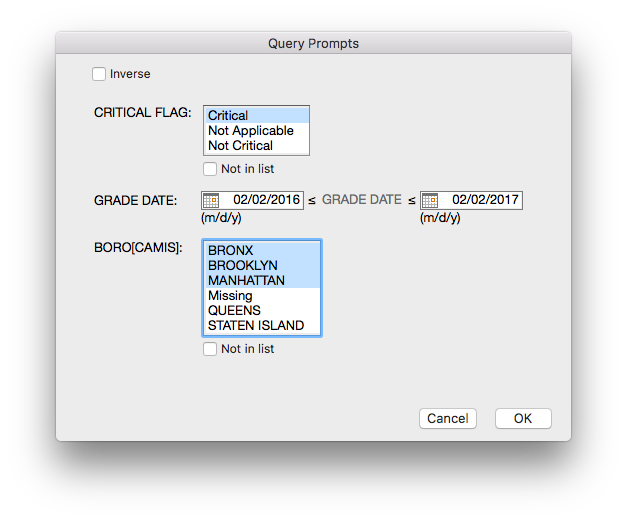 Query Prompts
Inverse
CRITICAL FLAG:
Critical
Not Applicable
Not Critical
Not in list
GRADE DATE: 02/02/2016 ≤ GRADE DATE ≤ 02/02/2017
(m/d/y) (m/d/y)
BORO[CAMIS]:
BRONX
BROOKLYN
MANHATTAN
Missing
QUEENS
STATEN ISLAND
Not in list
Cancel OK